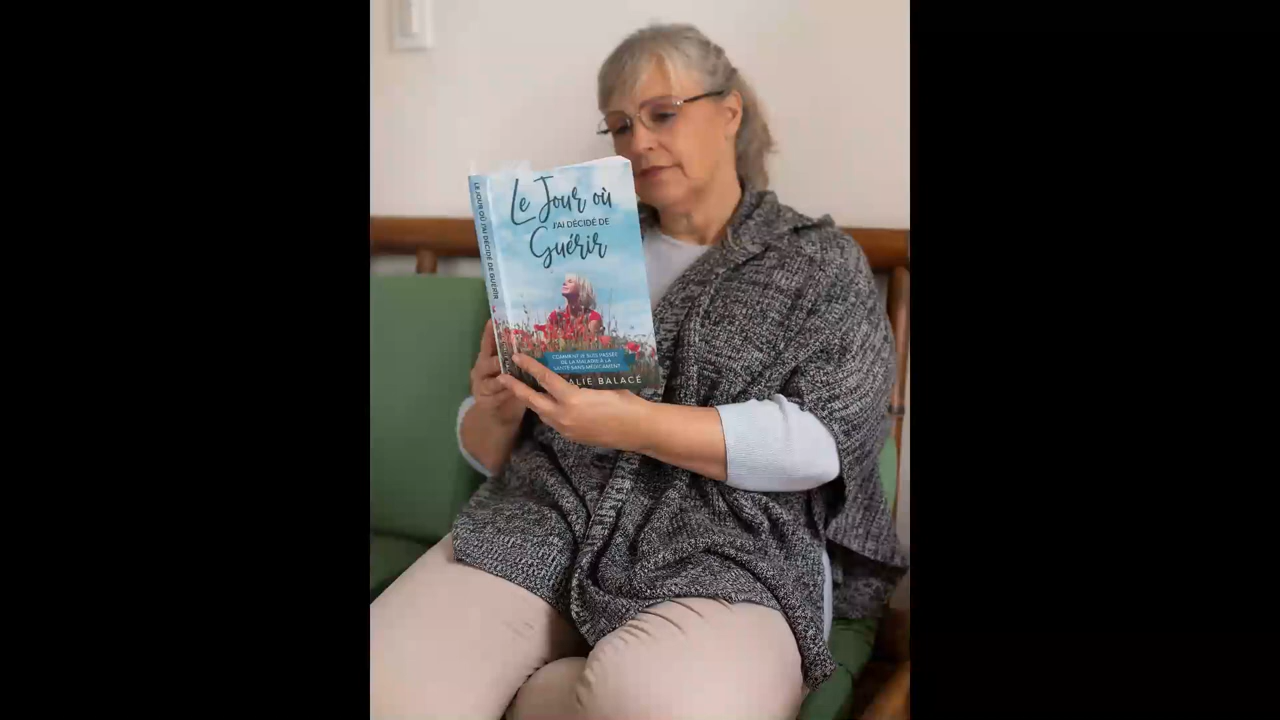 Le Jour où
J'AI DÉCIDÉ DE
Guérir
COMMENT JE SUIS PASSÉE
DE LA MALADIE À LA
SANTÉ SANS MÉDICAMENT
BALACE
LE JOUR OÙ J'AI DÉCIDÉ DE GUÉRIR